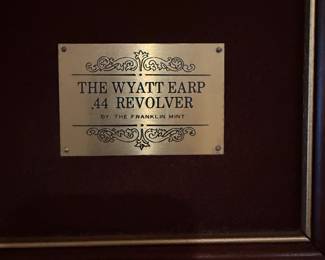 THE WYATT EARP
.44 REVOLVER
BY THE FRANKLIN MINT